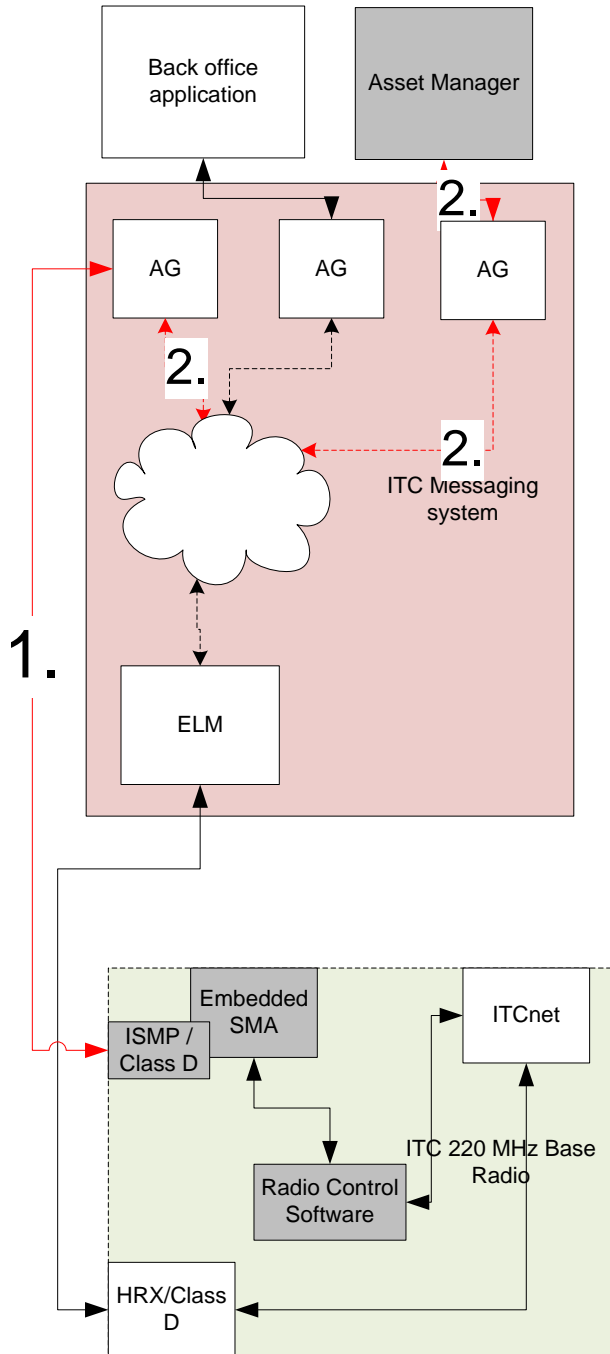 Back office
application
Asset Manager
2.
AG
AG
AG
2.
2.
ITC Messaging
system
1.
ELM
Embedded
SMA
ISMP /
Class D
ITCnet
ITC 220 MHz Base
Radio
Radio Control
Software
HRX/Class
D